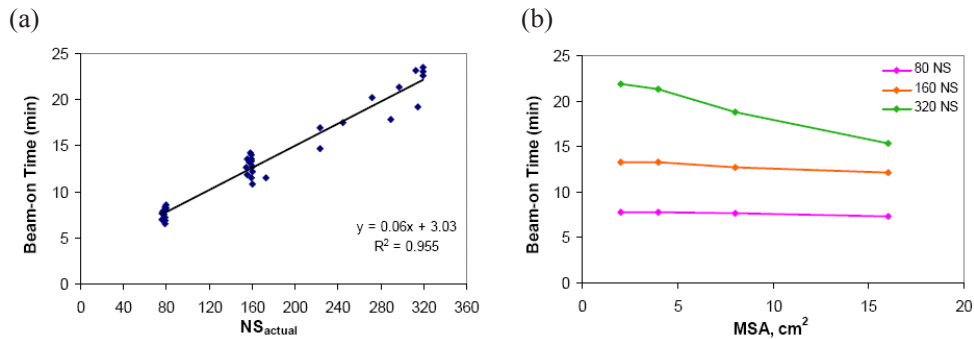 (a)
25
20
15
10
5
0
Beam-on Time (min)
y = 0.06x + 3.03
R² = 0.955
0 40 80 120 160 200 240 280 320 360
NSactual
(b)
25
20
15
10
5
0
Beam-on Time (min)
80 NS
160 NS
320 NS
0 5 10 15 20
MSA, cm²